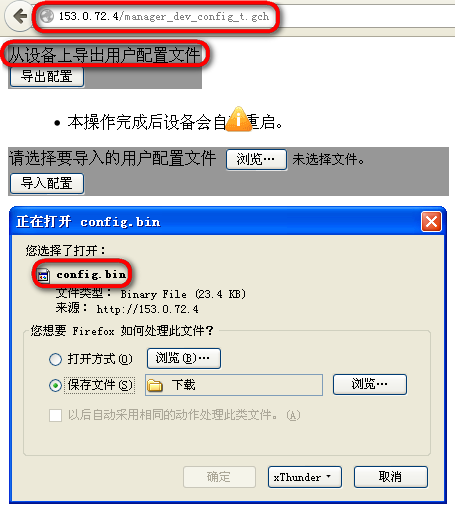 153.0.72.4/manager_dev_config_t.gch
从设备上导出用户配置文件
导出配置
本操作完成后设备会自 重启。
请选择要导入的用户配置文件 浏览… 未选择文件。
导入配置
正在打开 config.bin
您选择了打开：
config.bin
文件类型： Binary File (23.4 KB)
来源： http://153.0.72.4
您想要 Firefox 如何处理此文件？
打开方式(O) 浏览(B)…
保存文件(S) 下载 浏览…
以后自动采用相同的动作处理此类文件。(A)
确定 xThunder 取消